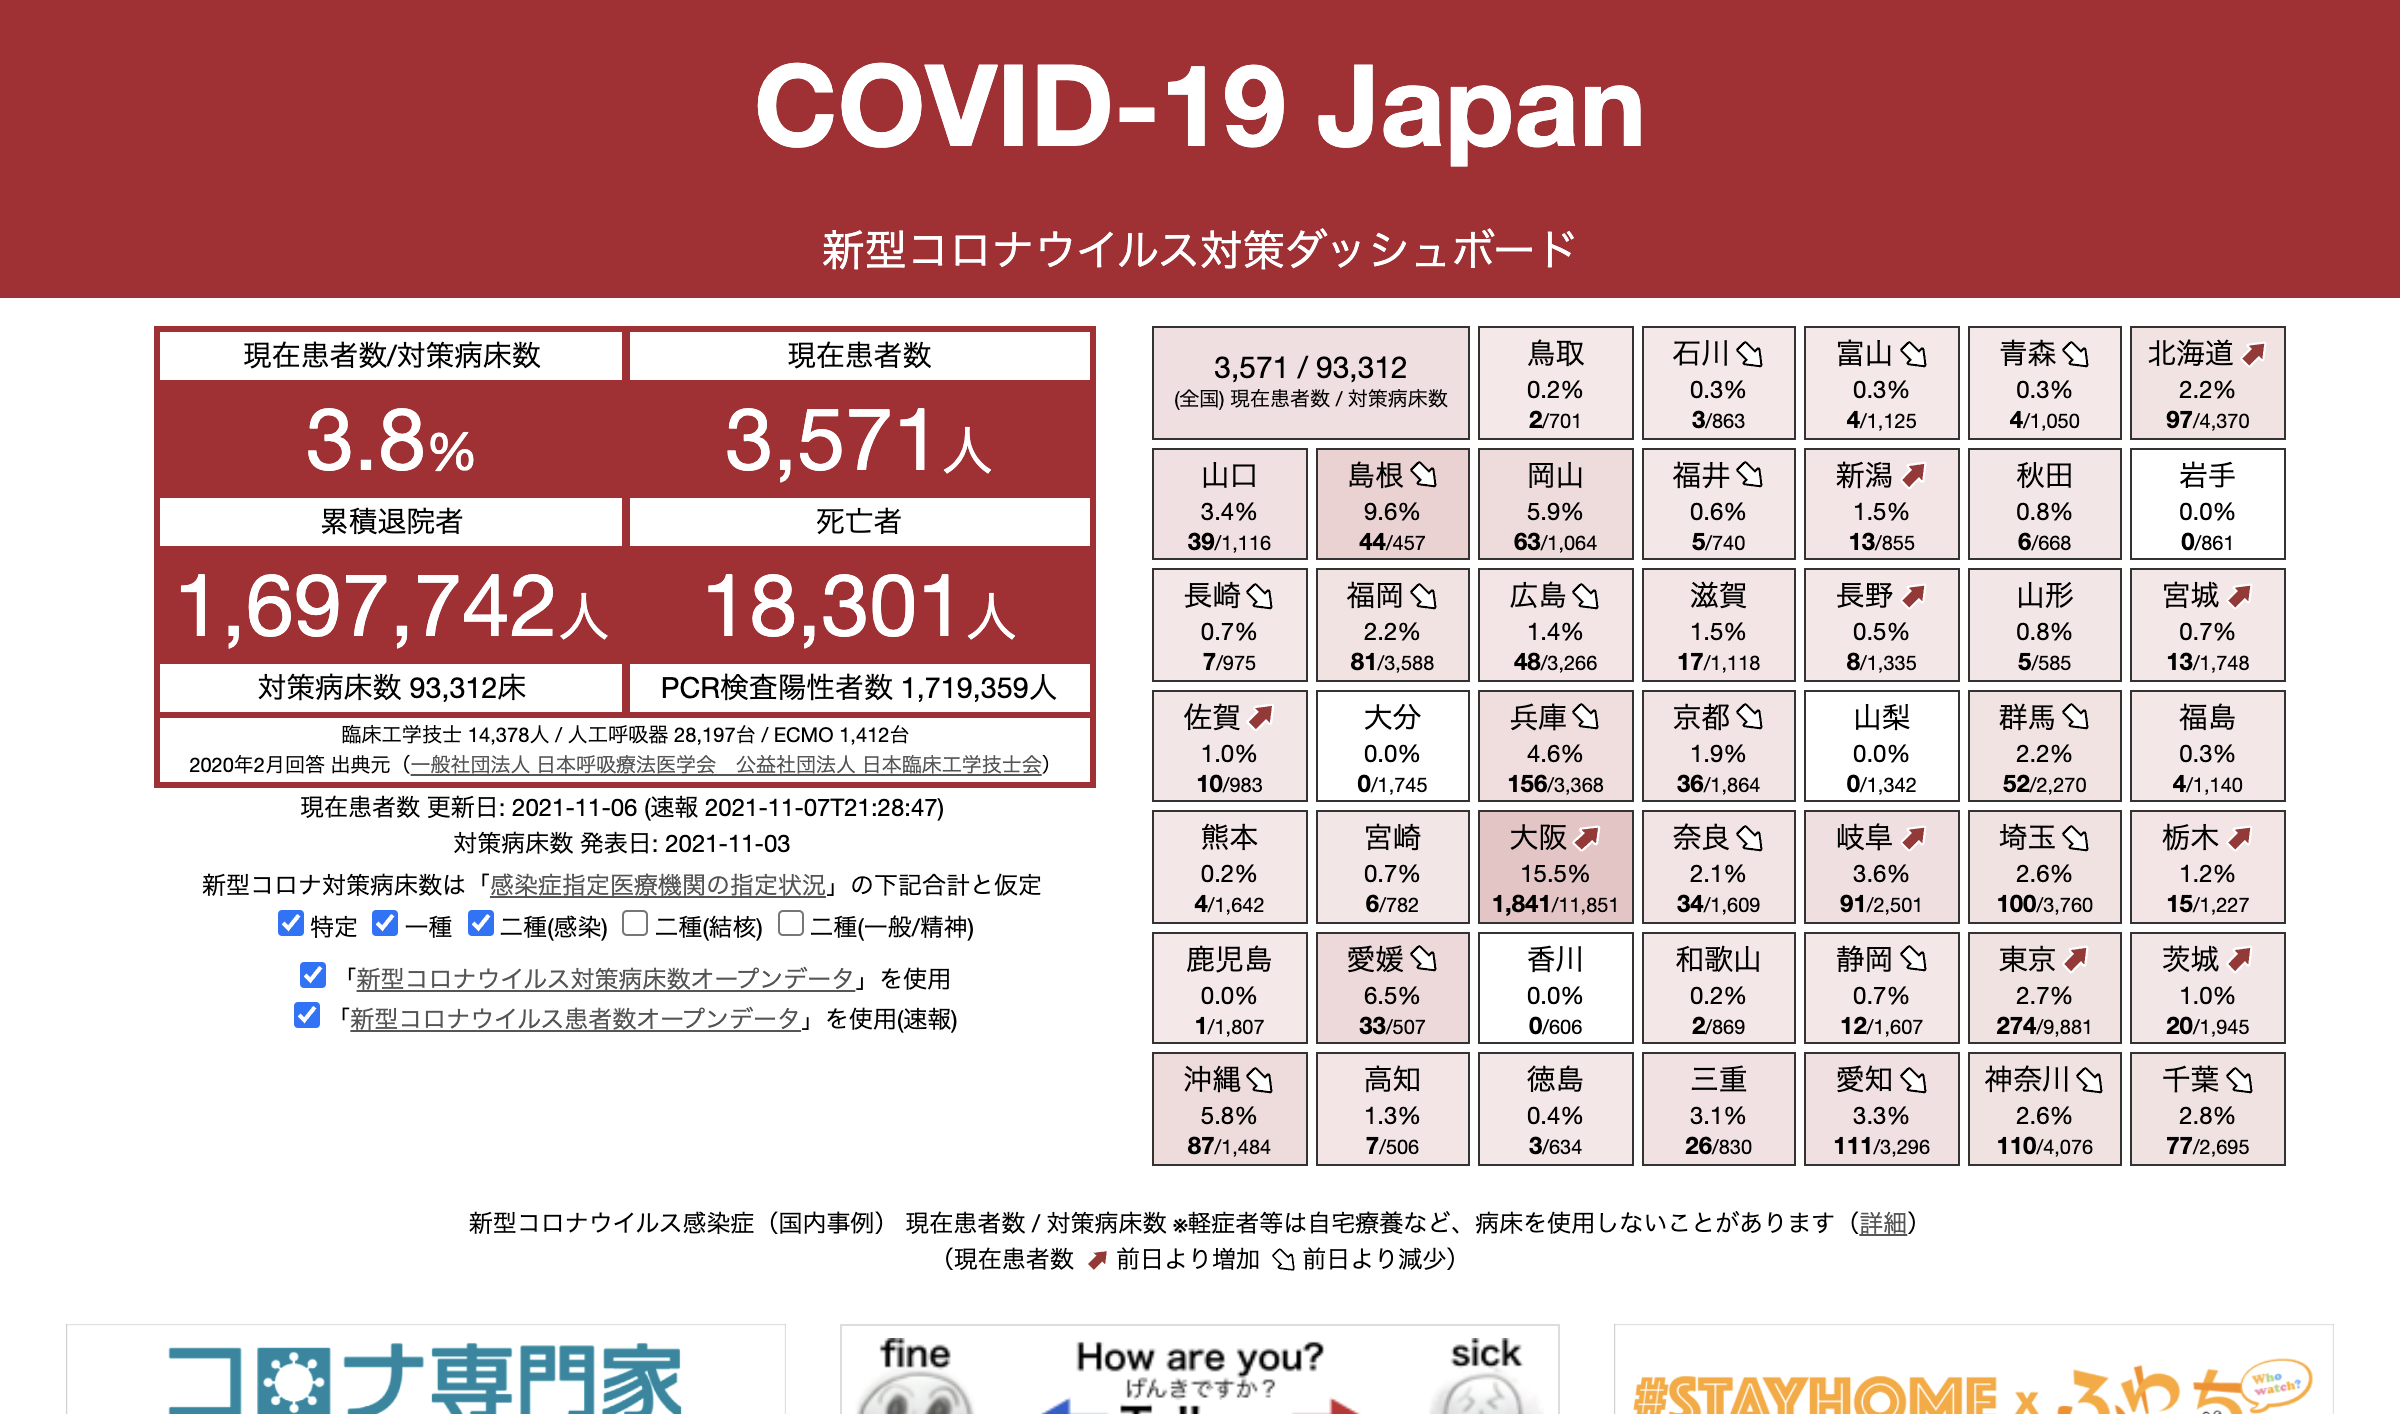 COVID-19 Japan
新型コロナウイルス対策ダッシュボード
現在患者数/対策病床数
現在患者数
3.8%
3,571人
累積退院者
死亡者
1,697,742人
18,301人
対策病床数 93,312床
PCR検査陽性者数 1,719,359人
臨床工学技士 14,378人 / 人工呼吸器 28,197台 / ECMO 1,412台
2020年2月回答 出典元（一般社団法人 日本呼吸療法医学会　公益社団法人 日本臨床工学技士会）
現在患者数 更新日: 2021-11-06 (速報 2021-11-07T21:28:47)
対策病床数 発表日: 2021-11-03
新型コロナ対策病床数は「感染症指定医療機関の指定状況」の下記合計と仮定
特定 一種 二種(感染) 二種(結核) 二種(一般/精神)
「新型コロナウイルス対策病床数オープンデータ」を使用
「新型コロナウイルス患者数オープンデータ」を使用(速報)
3,571 / 93,312
(全国) 現在患者数 / 対策病床数
鳥取
0.2%
2/701
石川
0.3%
3/863
富山
0.3%
4/1,125
青森
0.3%
4/1,050
北海道
2.2%
97/4,370
山口
3.4%
39/1,116
島根
9.6%
44/457
岡山
5.9%
63/1,064
福井
0.6%
5/740
新潟
1.5%
13/855
秋田
0.8%
6/668
岩手
0.0%
0/861
長崎
0.7%
7/975
福岡
2.2%
81/3,588
広島
1.4%
48/3,266
滋賀
1.5%
17/1,118
長野
0.5%
8/1,335
山形
0.8%
5/585
宮城
0.7%
13/1,748
佐賀
1.0%
10/983
大分
0.0%
0/1,745
兵庫
4.6%
156/3,368
京都
1.9%
36/1,864
山梨
0.0%
0/1,342
群馬
2.2%
52/2,270
福島
0.3%
4/1,140
熊本
0.2%
4/1,642
宮崎
0.7%
6/782
大阪
15.5%
1,841/11,851
奈良
2.1%
34/1,609
岐阜
3.6%
91/2,501
埼玉
2.6%
100/3,760
栃木
1.2%
15/1,227
鹿児島
0.0%
1/1,807
愛媛
6.5%
33/507
香川
0.0%
0/606
和歌山
0.2%
2/869
静岡
0.7%
12/1,607
東京
2.7%
274/9,881
茨城
1.0%
20/1,945
沖縄
5.8%
87/1,484
高知
1.3%
7/506
徳島
0.4%
3/634
三重
3.1%
26/830
愛知
3.3%
111/3,296
神奈川
2.6%
110/4,076
千葉
2.8%
77/2,695
新型コロナウイルス感染症（国内事例） 現在患者数 / 対策病床数 ※軽症者等は自宅療養など、病床を使用しないことがあります（詳細）
（現在患者数 前日より増加 前日より減少）
コロナ専門家
fine
How are you?
げんきですか？
sick
#STAYHOME x ふわっち
Who watch?